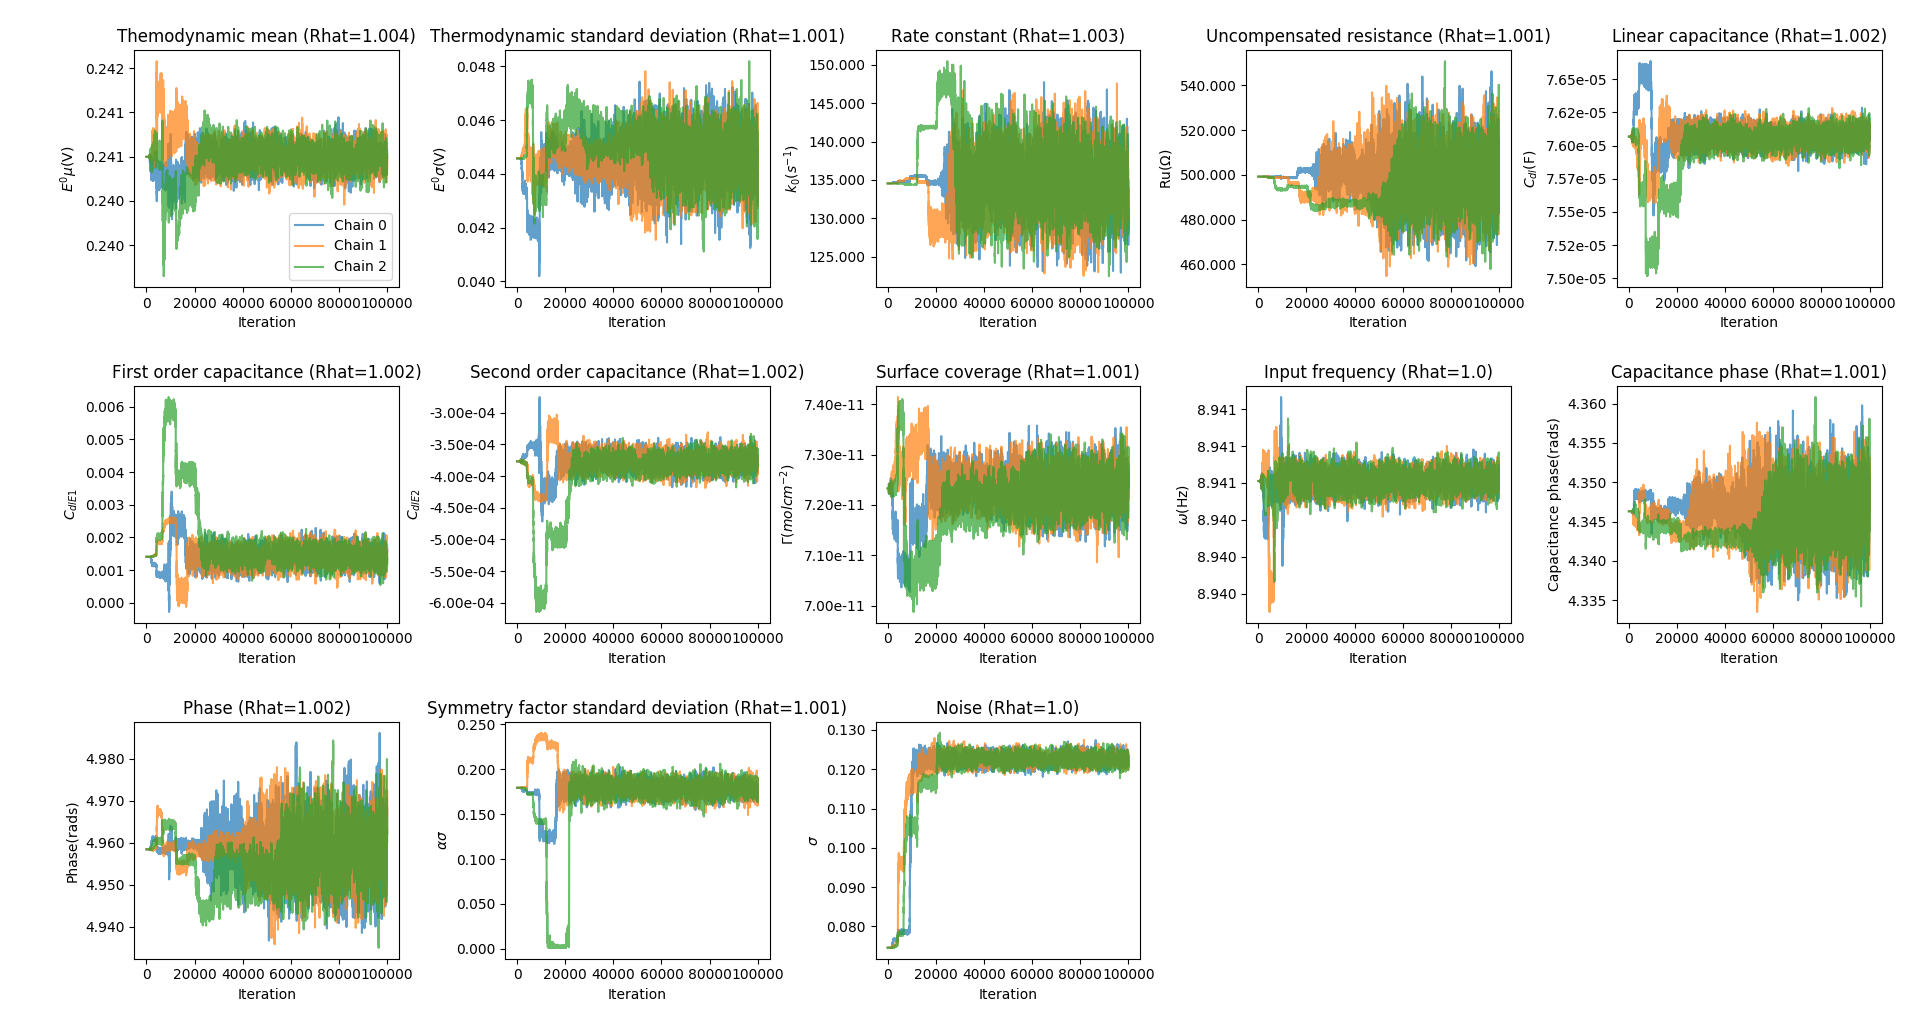 Themodynamic mean (Rhat=1.004)
0.242
0.241
0.241
0.240
0.240
E⁰μ(V)
Chain 0
Chain 1
Chain 2
0 20000 40000 60000 80000 100000
Iteration
Thermodynamic standard deviation (Rhat=1.001)
0.048
0.046
0.044
0.042
0.040
E⁰σ(V)
0 20000 40000 60000 80000 100000
Iteration
Rate constant (Rhat=1.003)
150.000
145.000
140.000
135.000
130.000
125.000
k₀(s⁻¹)
0 20000 40000 60000 80000 100000
Iteration
Uncompensated resistance (Rhat=1.001)
540.000
520.000
500.000
480.000
460.000
Ru(Ω)
0 20000 40000 60000 80000 100000
Iteration
Linear capacitance (Rhat=1.002)
7.65e-05
7.62e-05
7.60e-05
7.57e-05
7.55e-05
7.52e-05
7.50e-05
C_dl(F)
0 20000 40000 60000 80000 100000
Iteration
First order capacitance (Rhat=1.002)
0.006
0.005
0.004
0.003
0.002
0.001
0.000
C_dlE1
0 20000 40000 60000 80000 100000
Iteration
Second order capacitance (Rhat=1.002)
-3.00e-04
-3.50e-04
-4.00e-04
-4.50e-04
-5.00e-04
-5.50e-04
-6.00e-04
C_dlE2
0 20000 40000 60000 80000 100000
Iteration
Surface coverage (Rhat=1.001)
7.40e-11
7.30e-11
7.20e-11
7.10e-11
7.00e-11
Γ(molcm⁻²)
0 20000 40000 60000 80000 100000
Iteration
Input frequency (Rhat=1.0)
8.941
8.941
8.941
8.940
8.940
8.940
ω(Hz)
0 20000 40000 60000 80000 100000
Iteration
Capacitance phase (Rhat=1.001)
4.360
4.355
4.350
4.345
4.340
4.335
Capacitance phase(rads)
0 20000 40000 60000 80000 100000
Iteration
Phase (Rhat=1.002)
4.980
4.970
4.960
4.950
4.940
Phase(rads)
0 20000 40000 60000 80000 100000
Iteration
Symmetry factor standard deviation (Rhat=1.001)
0.250
0.200
0.150
0.100
0.050
0.000
ασ
0 20000 40000 60000 80000 100000
Iteration
Noise (Rhat=1.0)
0.130
0.120
0.110
0.100
0.090
0.080
σ
0 20000 40000 60000 80000 100000
Iteration